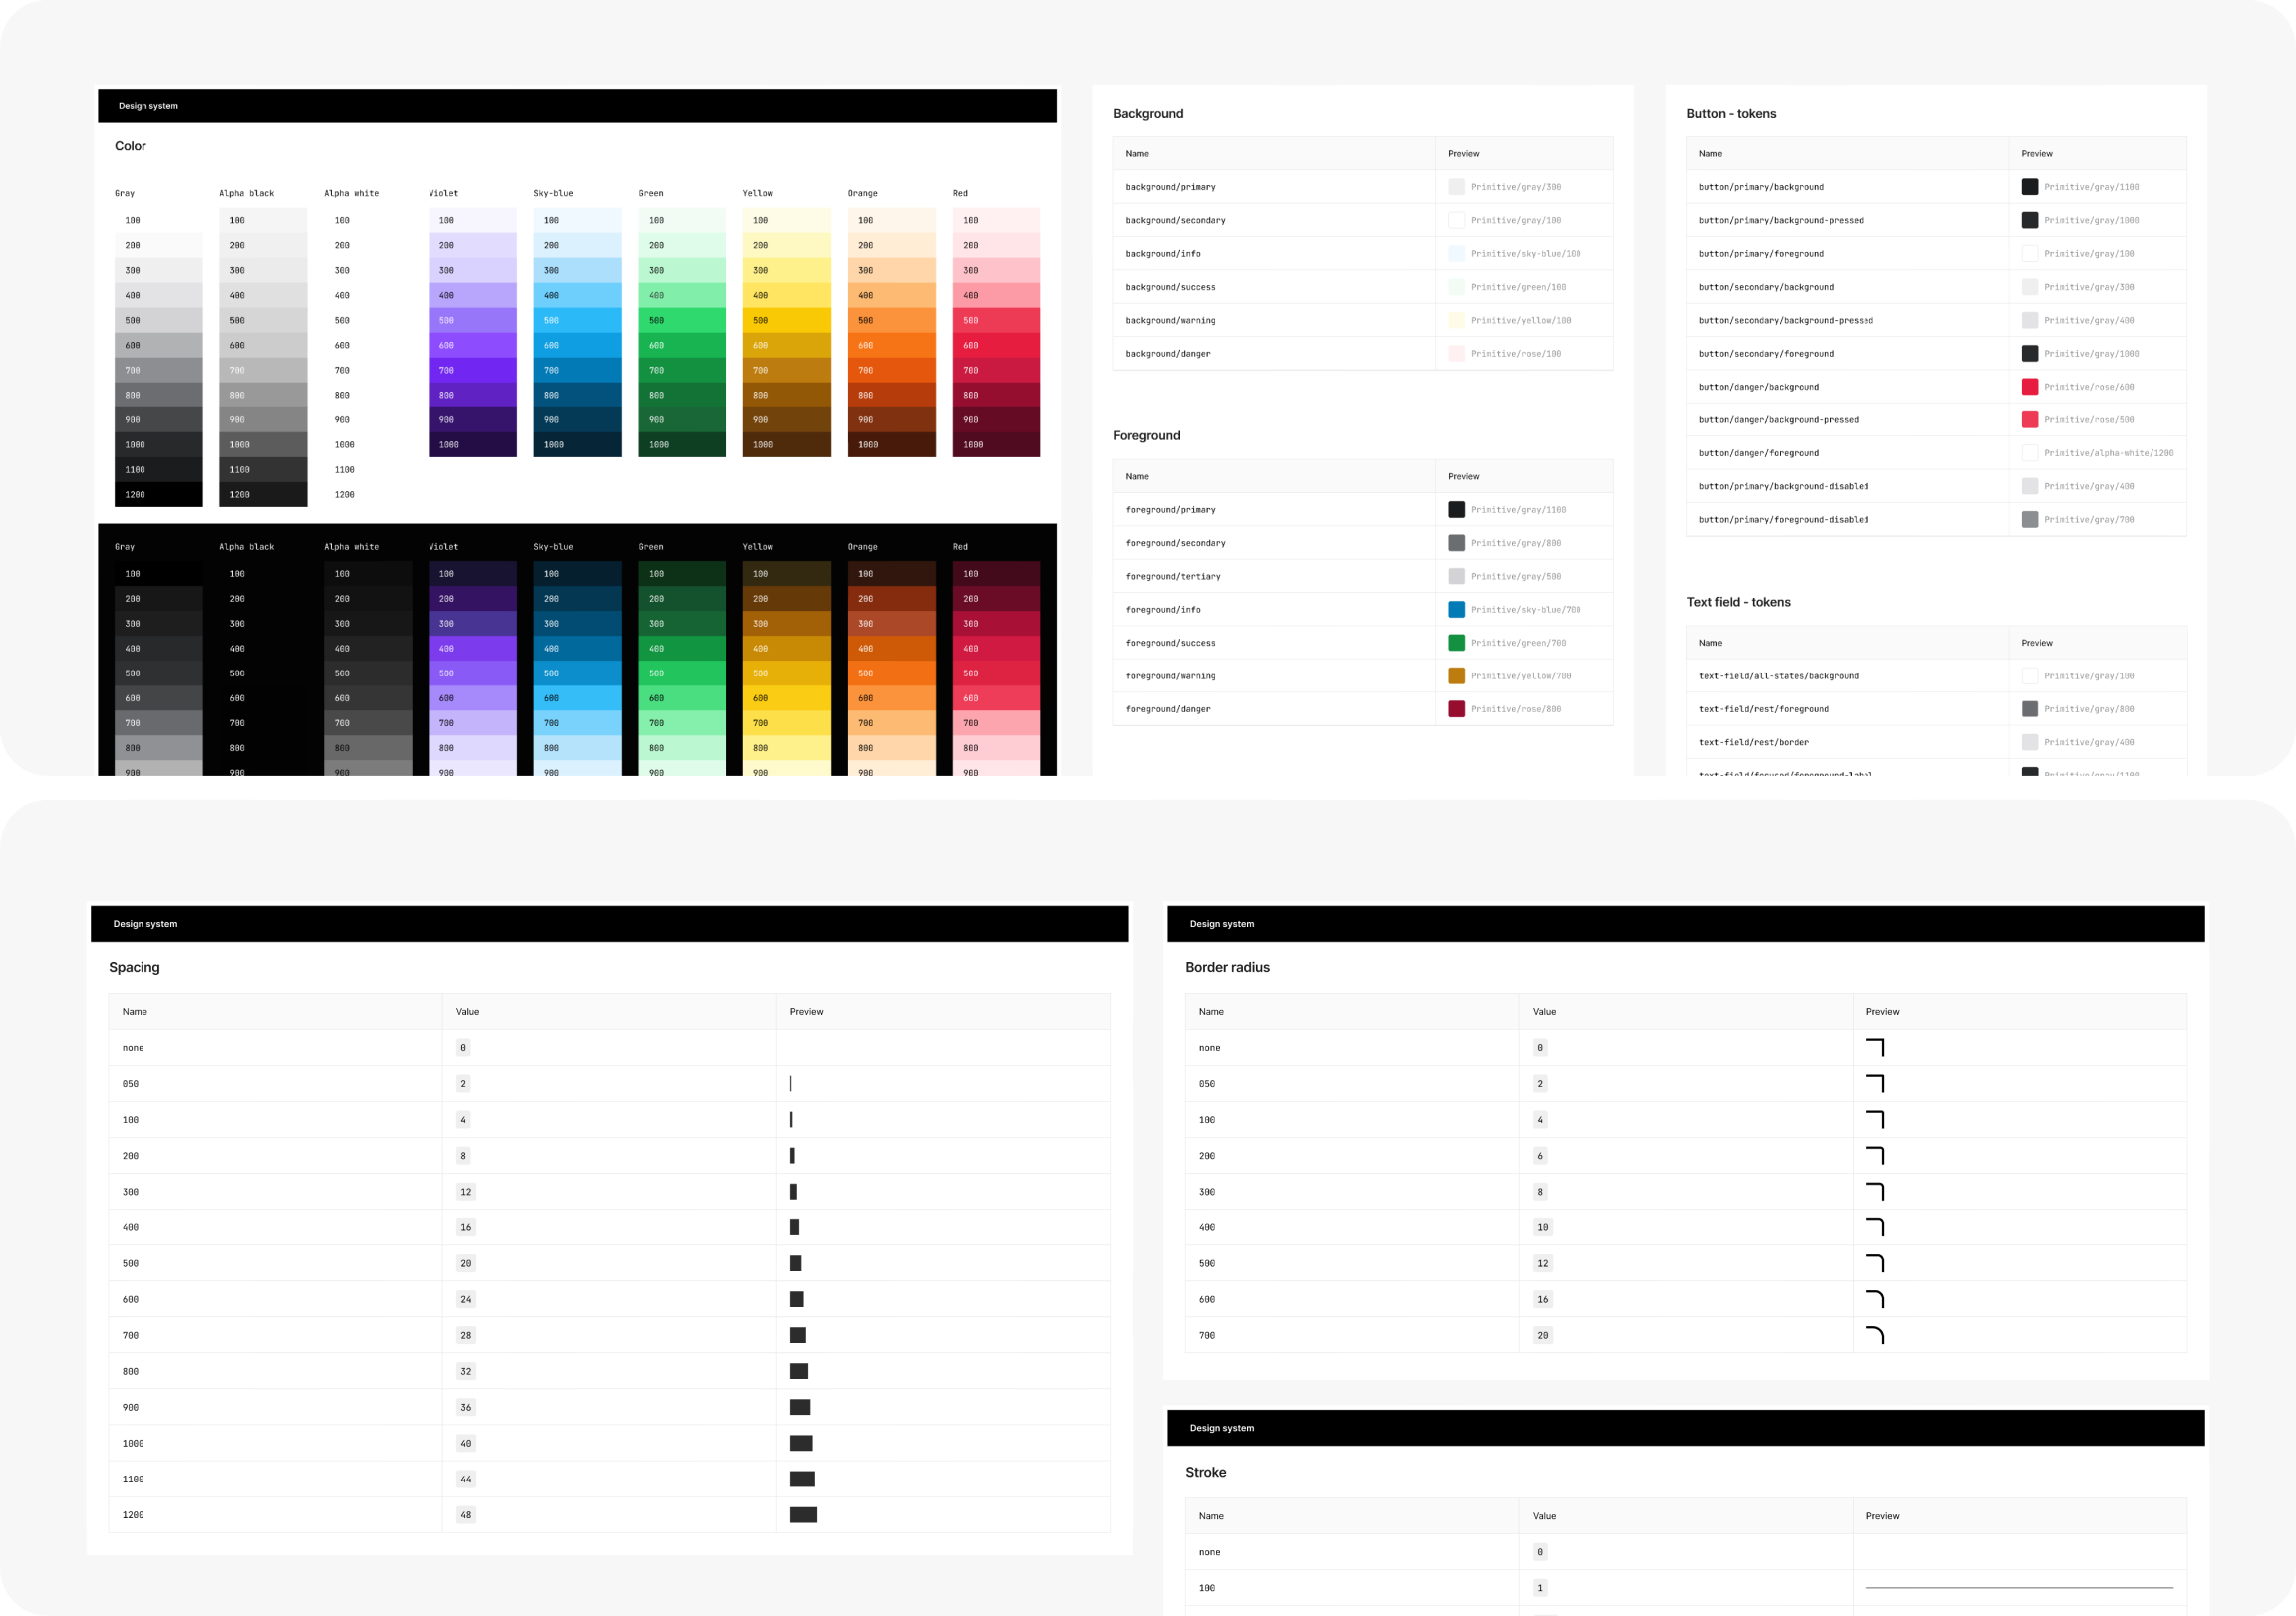 Design system
Color
Gray Alpha black Alpha white Violet Sky-blue Green Yellow Orange Red
100 100 100 100 100 100 100 100 100
200 200 200 200 200 200 200 200 200
300 300 300 300 300 300 300 300 300
400 400 400 400 400 400 400 400 400
500 500 500 500 500 500 500 500 500
600 600 600 600 600 600 600 600 600
700 700 700 700 700 700 700 700 700
800 800 800 800 800 800 800 800 800
900 900 900 900 900 900 900 900 900
1000 1000 1000 1000 1000 1000 1000 1000 1000
1100 1100 1100
1200 1200 1200
Gray Alpha black Alpha white Violet Sky-blue Green Yellow Orange Red
100 100 100 100 100 100 100 100 100
200 200 200 200 200 200 200 200 200
300 300 300 300 300 300 300 300 300
400 400 400 400 400 400 400 400 400
500 500 500 500 500 500 500 500 500
600 600 600 600 600 600 600 600 600
700 700 700 700 700 700 700 700 700
800 800 800 800 800 800 800 800 800
900 900 900 900 900 900 900 900 900
Background
Name Preview
background/primary Primitive/gray/300
background/secondary Primitive/gray/100
background/info Primitive/sky-blue/100
background/success Primitive/green/100
background/warning Primitive/yellow/100
background/danger Primitive/rose/100
Foreground
Name Preview
foreground/primary Primitive/gray/1100
foreground/secondary Primitive/gray/800
foreground/tertiary Primitive/gray/500
foreground/info Primitive/sky-blue/700
foreground/success Primitive/green/700
foreground/warning Primitive/yellow/700
foreground/danger Primitive/rose/800
Button - tokens
Name Preview
button/primary/background Primitive/gray/1100
button/primary/background-pressed Primitive/gray/1000
button/primary/foreground Primitive/gray/100
button/secondary/background Primitive/gray/300
button/secondary/background-pressed Primitive/gray/400
button/secondary/foreground Primitive/gray/1000
button/danger/background Primitive/rose/600
button/danger/background-pressed Primitive/rose/500
button/danger/foreground Primitive/alpha-white/1200
button/primary/background-disabled Primitive/gray/400
button/primary/foreground-disabled Primitive/gray/700
Text field - tokens
Name Preview
text-field/all-states/background Primitive/gray/100
text-field/rest/foreground Primitive/gray/800
text-field/rest/border Primitive/gray/400
text-field/focused/foreground-label Primitive/gray/1100
Design system
Spacing
Name Value Preview
none 0
050 2
100 4
200 8
300 12
400 16
500 20
600 24
700 28
800 32
900 36
1000 40
1100 44
1200 48
Design system
Border radius
Name Value Preview
none 0
050 2
100 4
200 6
300 8
400 10
500 12
600 16
700 20
Design system
Stroke
Name Value Preview
none 0
100 1